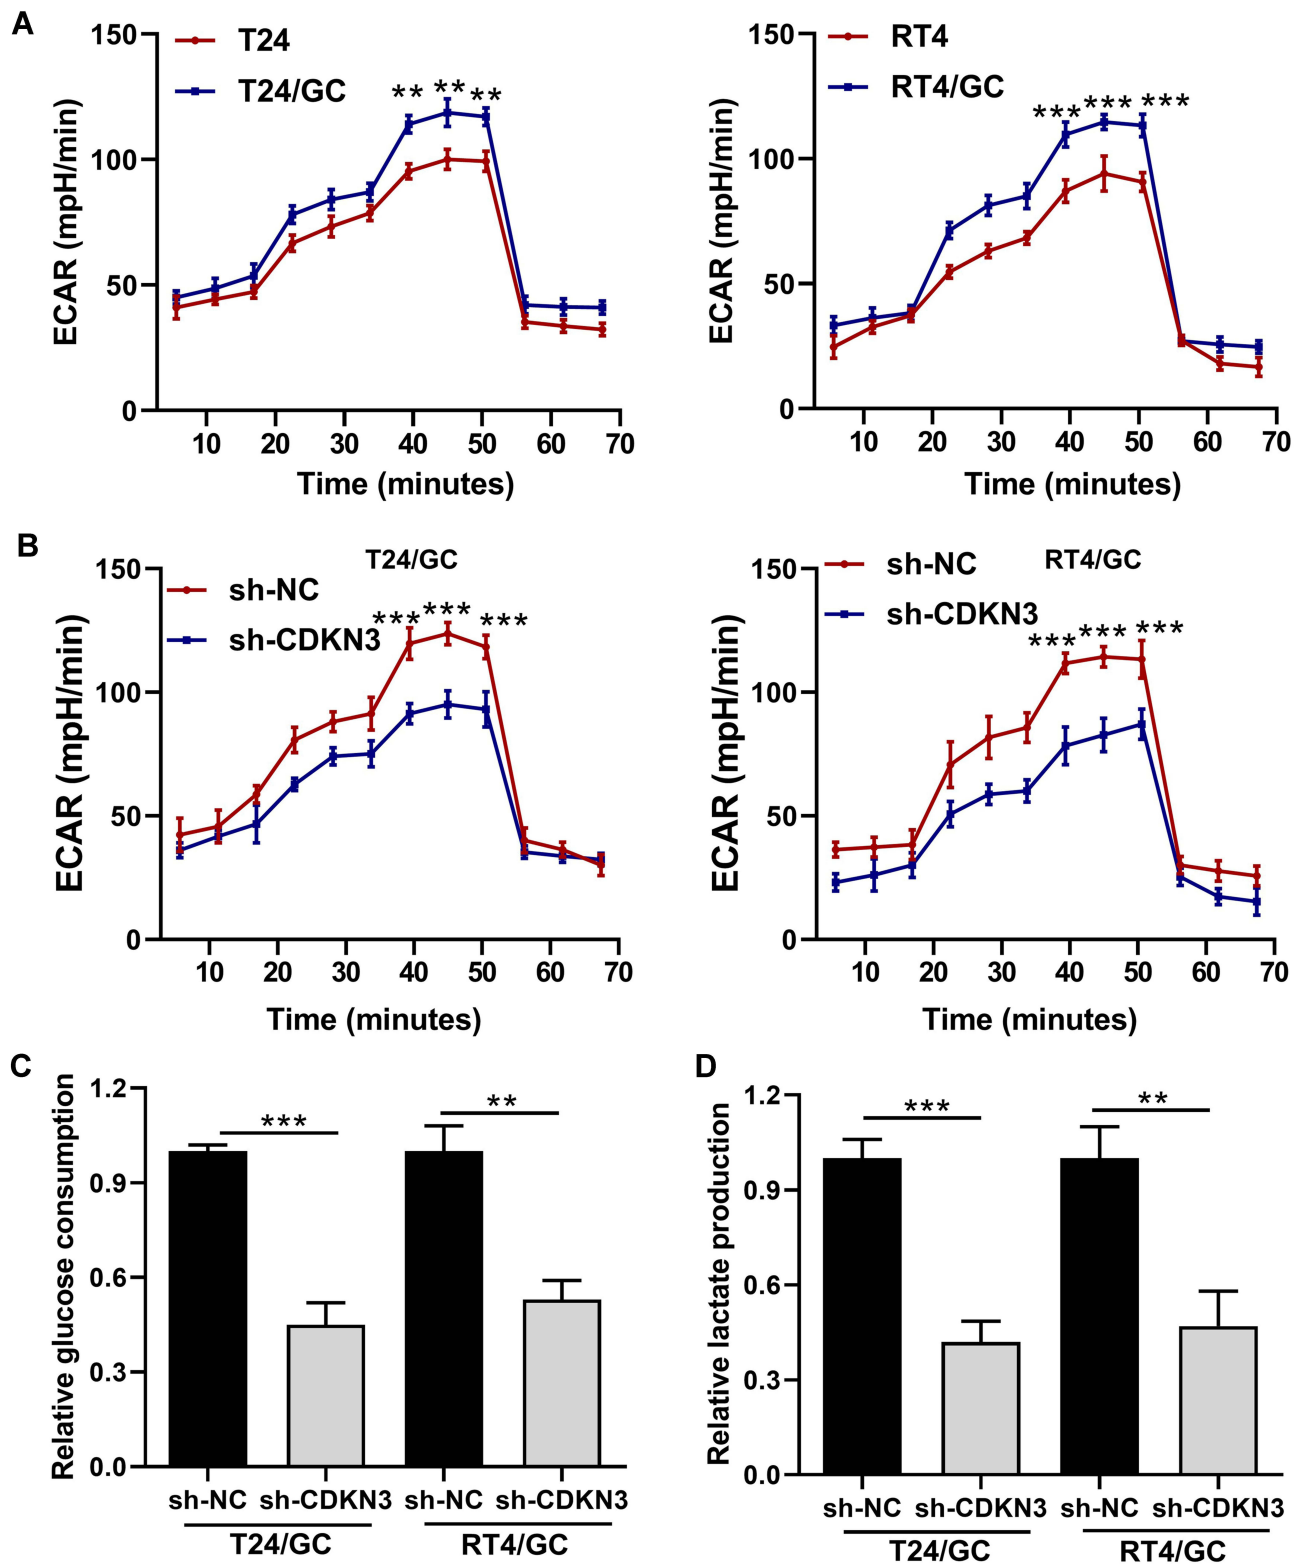 A
T24
T24/GC
** ** **
ECAR (mpH/min)
150
100
50
0
10 20 30 40 50 60 70
Time (minutes)
RT4
RT4/GC
*** *** ***
ECAR (mpH/min)
150
100
50
0
10 20 30 40 50 60 70
Time (minutes)
B
T24/GC
sh-NC
sh-CDKN3
*** *** ***
ECAR (mpH/min)
150
100
50
0
10 20 30 40 50 60 70
Time (minutes)
RT4/GC
sh-NC
sh-CDKN3
*** *** ***
ECAR (mpH/min)
150
100
50
0
10 20 30 40 50 60 70
Time (minutes)
C
Relative glucose consumption
1.2
0.9
0.6
0.3
0.0
*** **
sh-NC sh-CDKN3 sh-NC sh-CDKN3
T24/GC RT4/GC
D
Relative lactate production
1.2
0.9
0.6
0.3
0.0
*** **
sh-NC sh-CDKN3 sh-NC sh-CDKN3
T24/GC RT4/GC